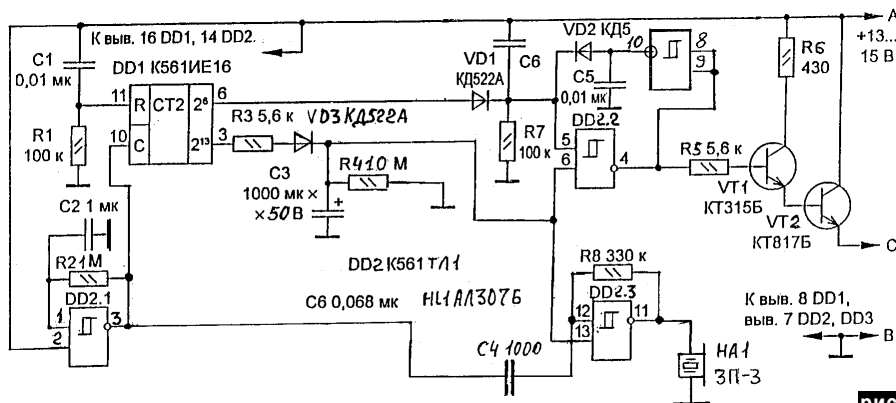 К выв. 16 DD1, 14 DD2.
А
+13...
15 В
C1
0,01 мк
DD1 К561ИЕ16
11
R
CT2
2⁶
6
10
C
2¹³
3
R1
100 к
R3 5,6 к
VD3 КД522А
C3
1000 мк ×
×50 В
+
R4 10 М
VD1
КД522А
C6
VD2 КД5
C5
0,01 мк
10
8
9
R6
430
R7
100 к
DD2.2
5
6
4
R5 5,6 к
VT1
КТ315Б
VT2
КТ817Б
С
C2 1 мк
R2 1М
DD2.1
1
2
3
DD2 К561ТЛ1
C6 0,068 мк
HL1 АЛ307Б
R8 330 к
DD2.3
12
13
11
C4 1000
НА1
ЗП-3
К выв. 8 DD1,
выв. 7 DD2, DD3
В
рис